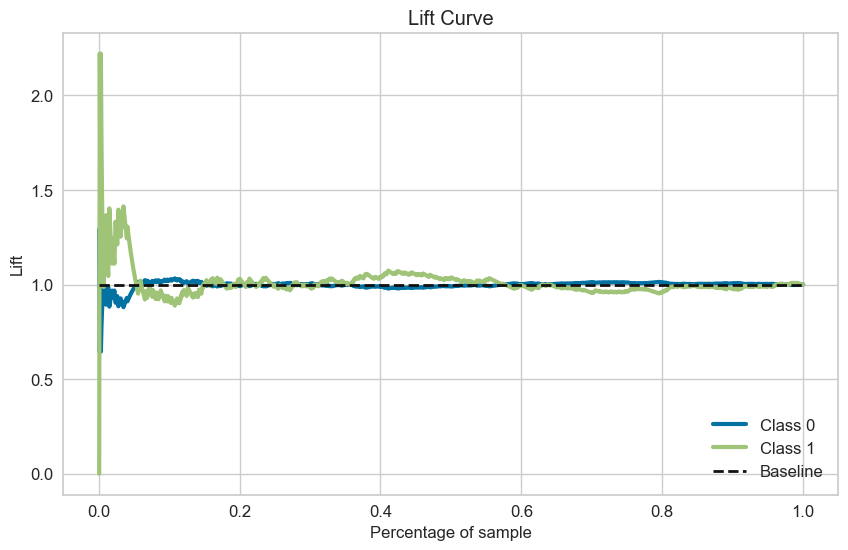 Lift Curve
2.0
1.5
1.0
0.5
0.0
Lift
0.0 0.2 0.4 0.6 0.8 1.0
Percentage of sample
Class 0
Class 1
Baseline